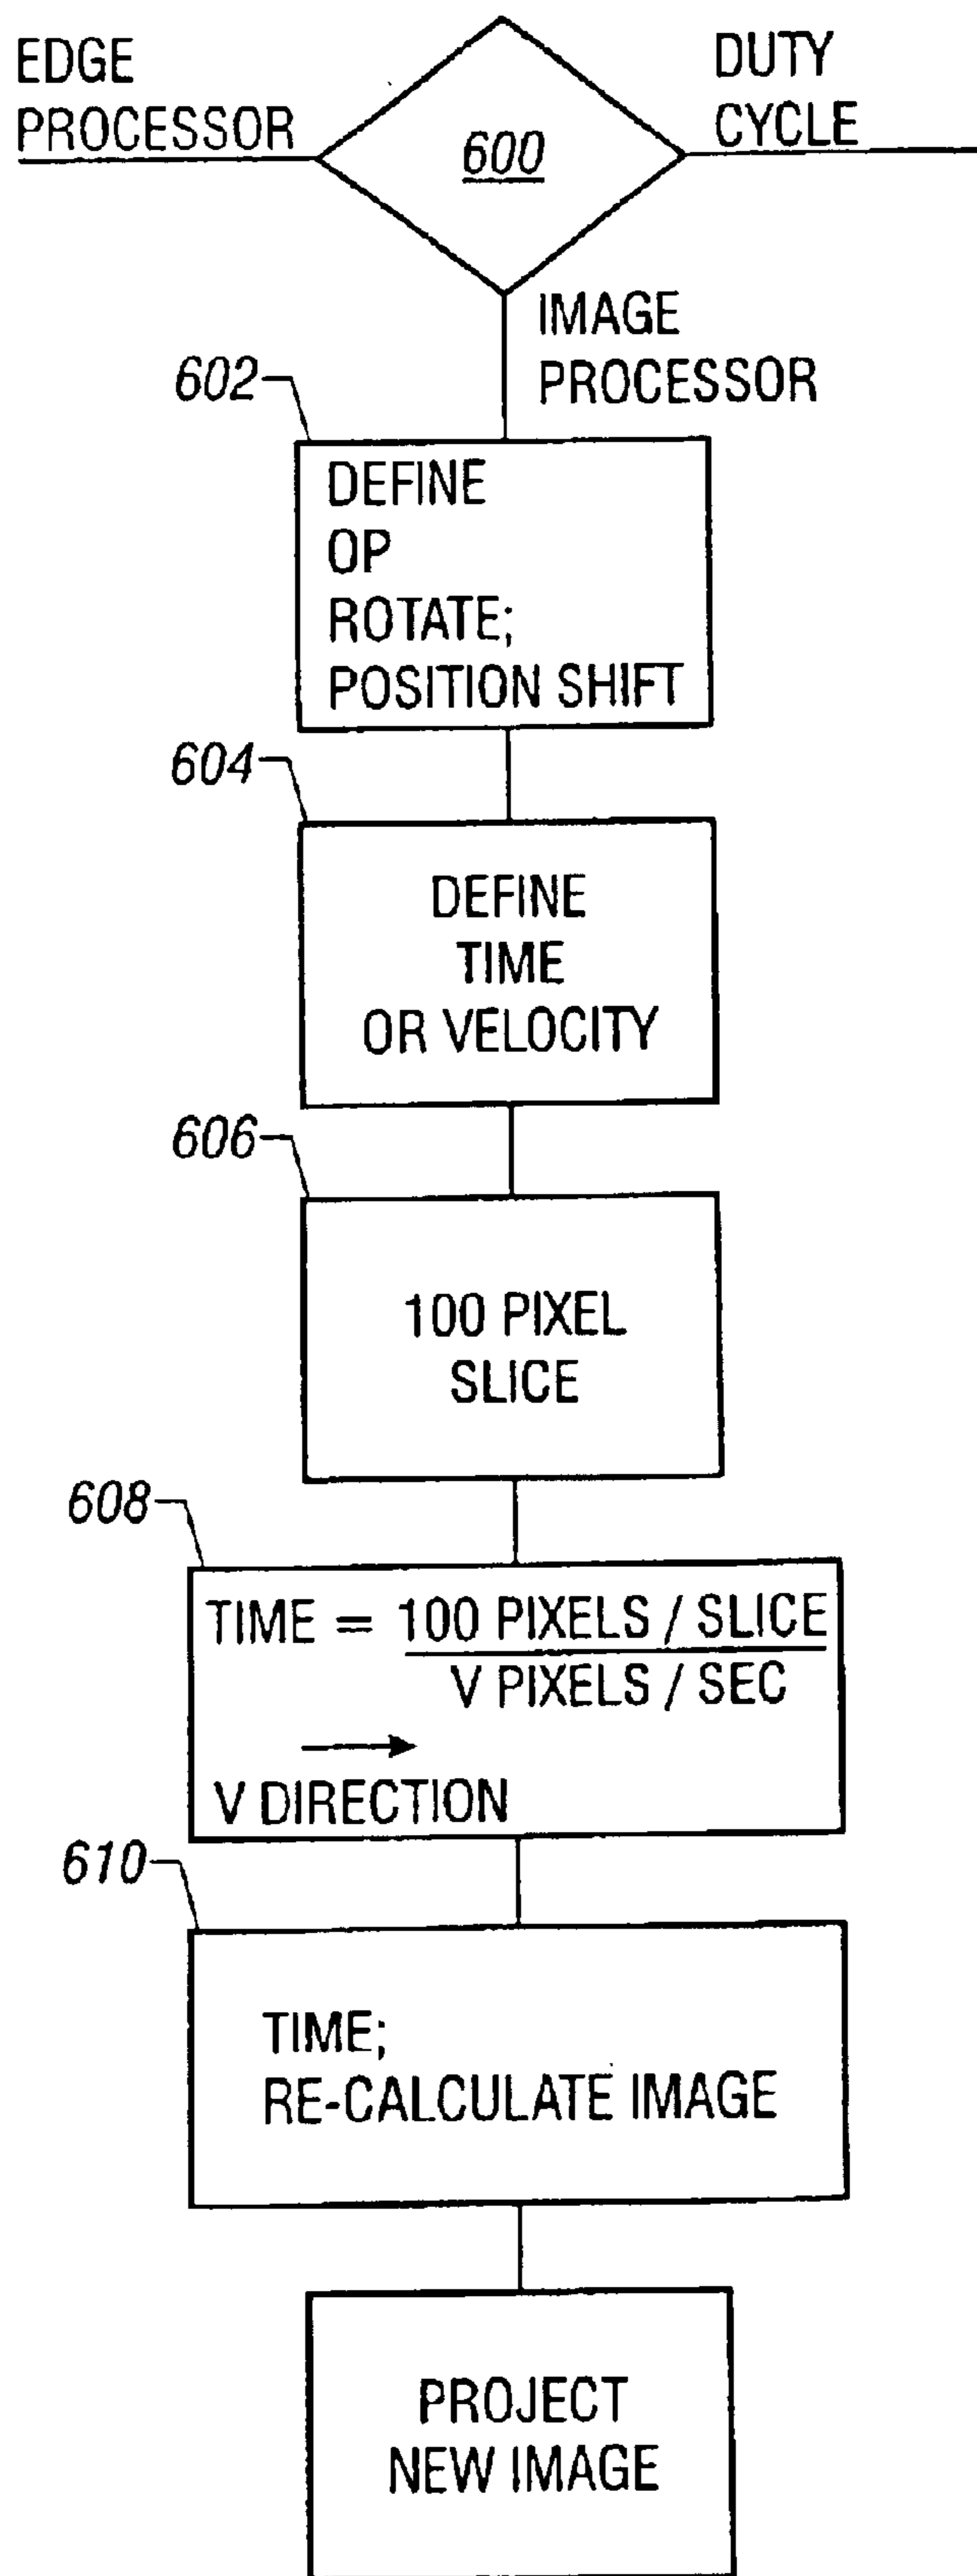 EDGE
PROCESSOR
600
DUTY
CYCLE
IMAGE
PROCESSOR
602
DEFINE
OP
ROTATE;
POSITION SHIFT
604
DEFINE
TIME
OR VELOCITY
606
100 PIXEL
SLICE
608
TIME = 100 PIXELS / SLICE
V PIXELS / SEC
V DIRECTION
610
TIME;
RE-CALCULATE IMAGE
PROJECT
NEW IMAGE